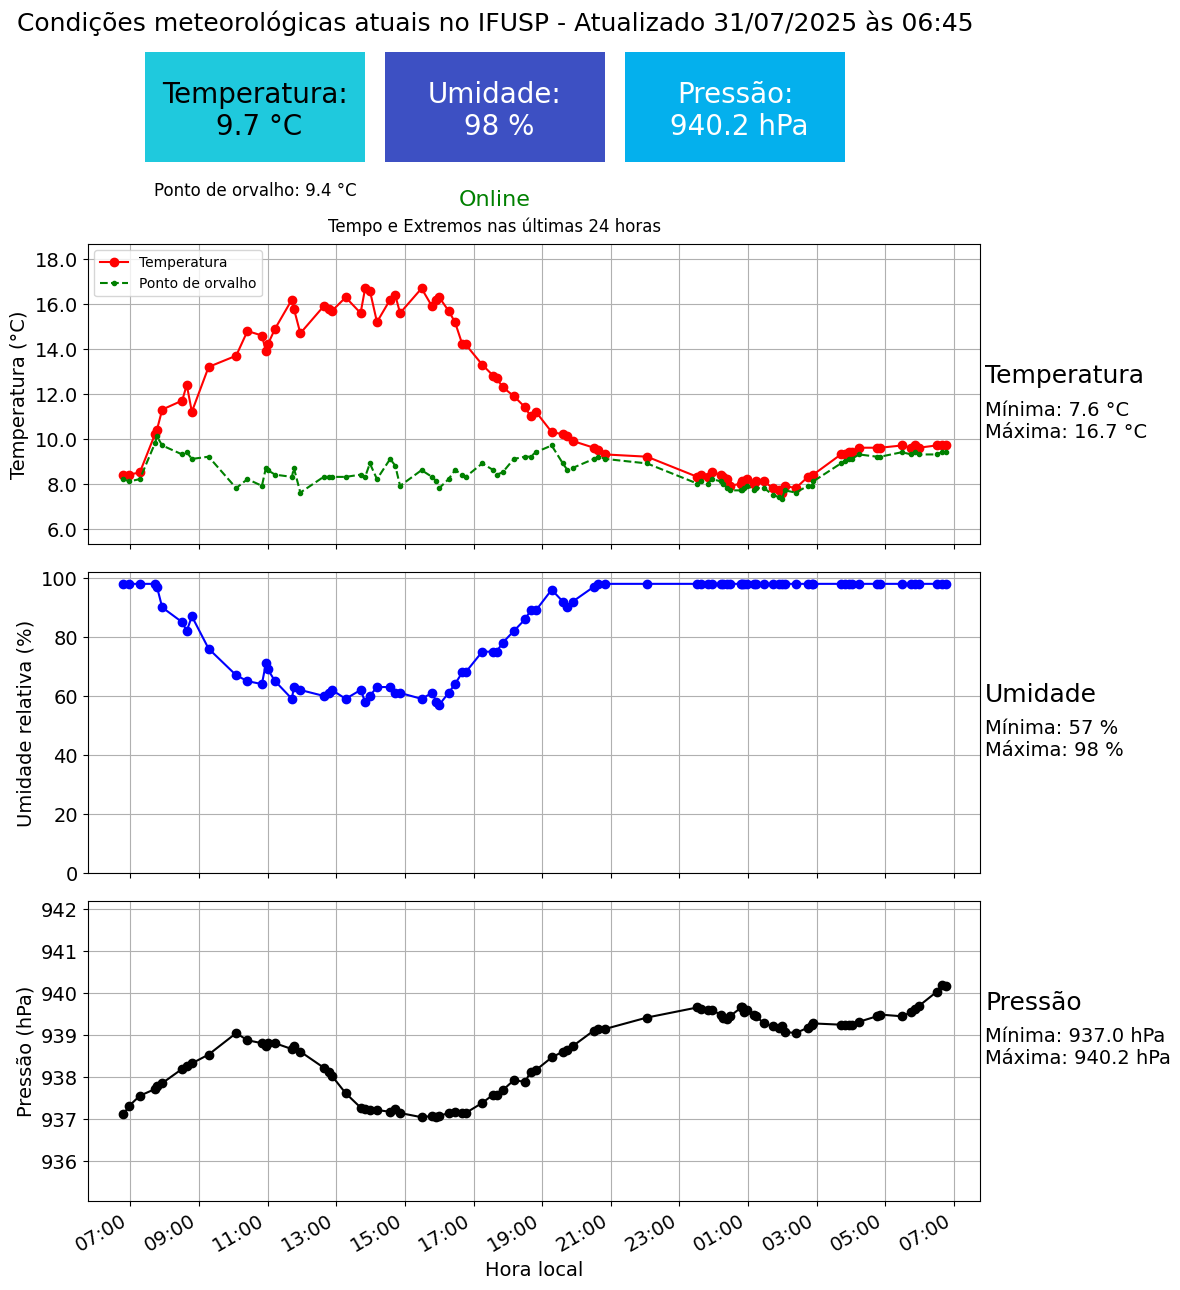 Condições meteorológicas atuais no IFUSP - Atualizado 31/07/2025 às 06:45
Temperatura:
9.7 °C
Umidade:
98 %
Pressão:
940.2 hPa
Ponto de orvalho: 9.4 °C
Online
Tempo e Extremos nas últimas 24 horas
Temperatura (°C)
18.0
16.0
14.0
12.0
10.0
8.0
6.0
Temperatura
Ponto de orvalho
Temperatura
Mínima: 7.6 °C
Máxima: 16.7 °C
Umidade relativa (%)
100
80
60
40
20
0
Umidade
Mínima: 57 %
Máxima: 98 %
Pressão (hPa)
942
941
940
939
938
937
936
Pressão
Mínima: 937.0 hPa
Máxima: 940.2 hPa
07:00
09:00
11:00
13:00
15:00
17:00
19:00
21:00
23:00
01:00
03:00
05:00
07:00
Hora local